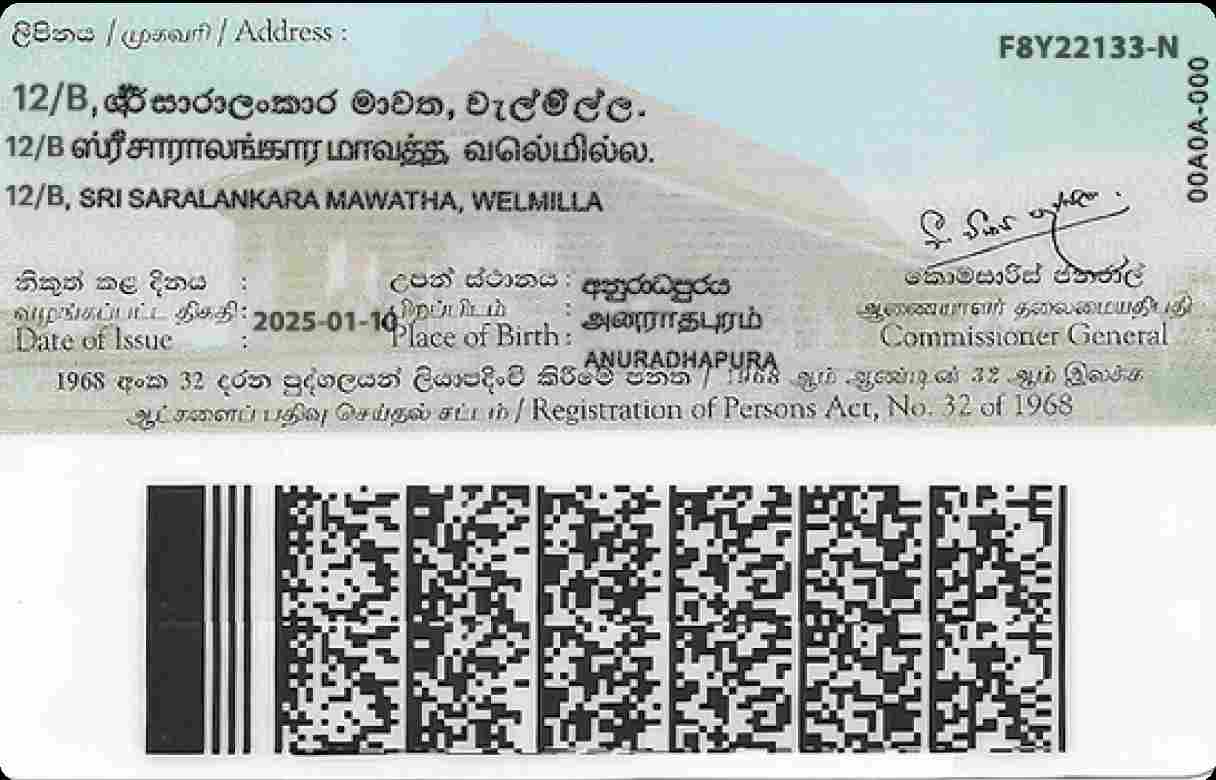 ලිපිනය / முகவரி / Address :
F8Y22133-N
00A0A-000
12/B, ශ්‍රී සාරාලංකාර මාවත, වැල්මිල්ල.
12/B ஸ்ரீ சாராலங்கார மாவத்த, வலெ்மில்ல.
12/B, SRI SARALANKARA MAWATHA, WELMILLA
නිකුත් කළ දිනය :
வழங்கப்பட்ட திகதி :
Date of Issue :
2025-01-10
උපන් ස්ථානය : අනුරාධපුරය
பிறப்பிடம் : அனுராதபுரம்
Place of Birth : ANURADHAPURA
කොමසාරිස් ජනරාල්
ஆணையாளர் தலைமையதிபதி
Commissioner General
1968 අංක 32 දරන පුද්ගලයන් ලියාපදිංචි කිරීමේ පනත / 1968 ஆம் ஆண்டின் 32 ஆம் இலக்க
ஆட்களைப் பதிவு செய்தல் சட்டம் / Registration of Persons Act, No. 32 of 1968